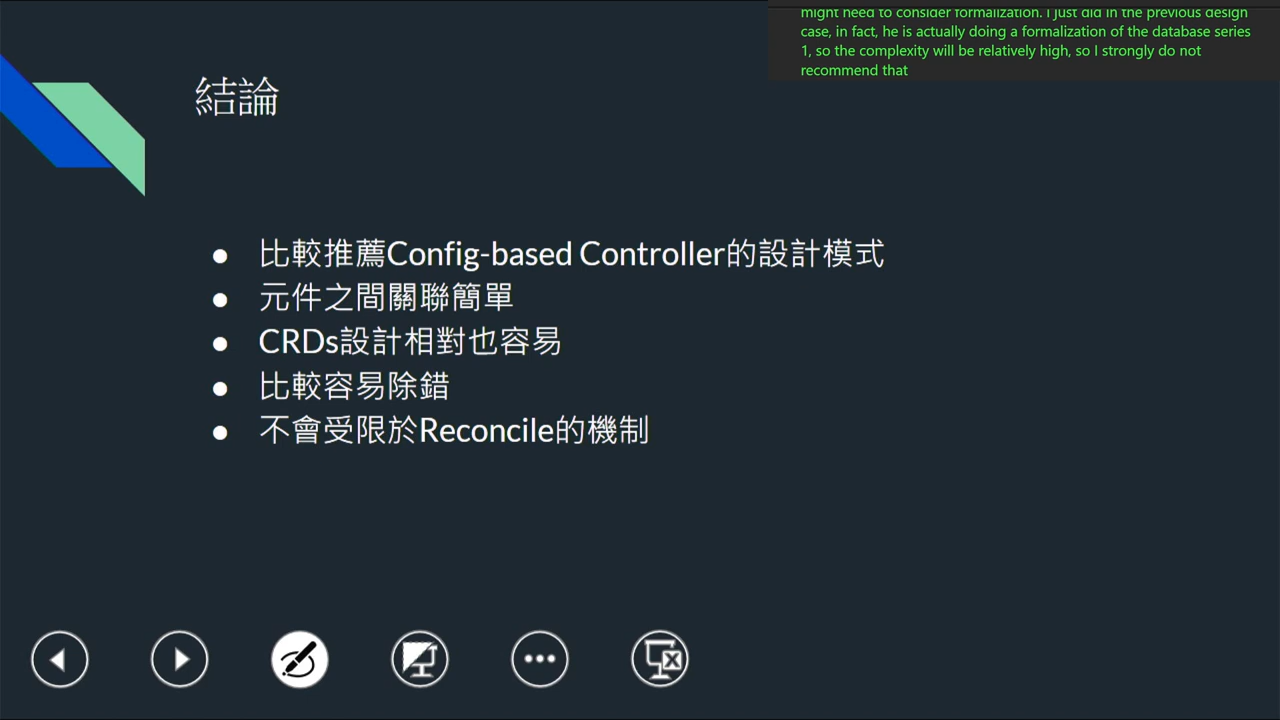 might need to consider formalization. I just did in the previous design
case, in fact, he is actually doing a formalization of the database series
1, so the complexity will be relatively high, so I strongly do not
recommend that
結論
比較推薦Config-based Controller的設計模式
元件之間關聯簡單
CRDs設計相對也容易
比較容易除錯
不會受限於Reconcile的機制